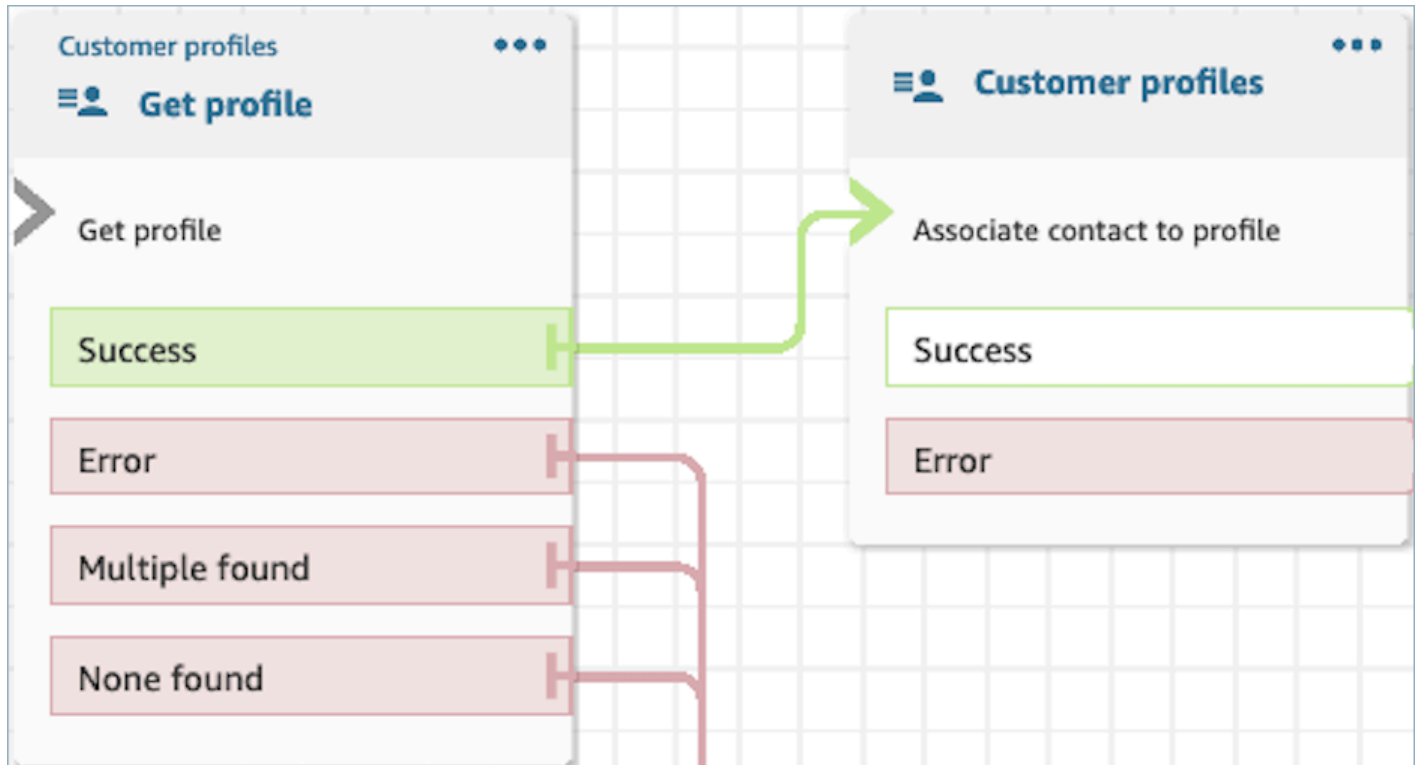 Customer profiles
Get profile
Get profile
Success
Error
Multiple found
None found
Customer profiles
Associate contact to profile
Success
Error